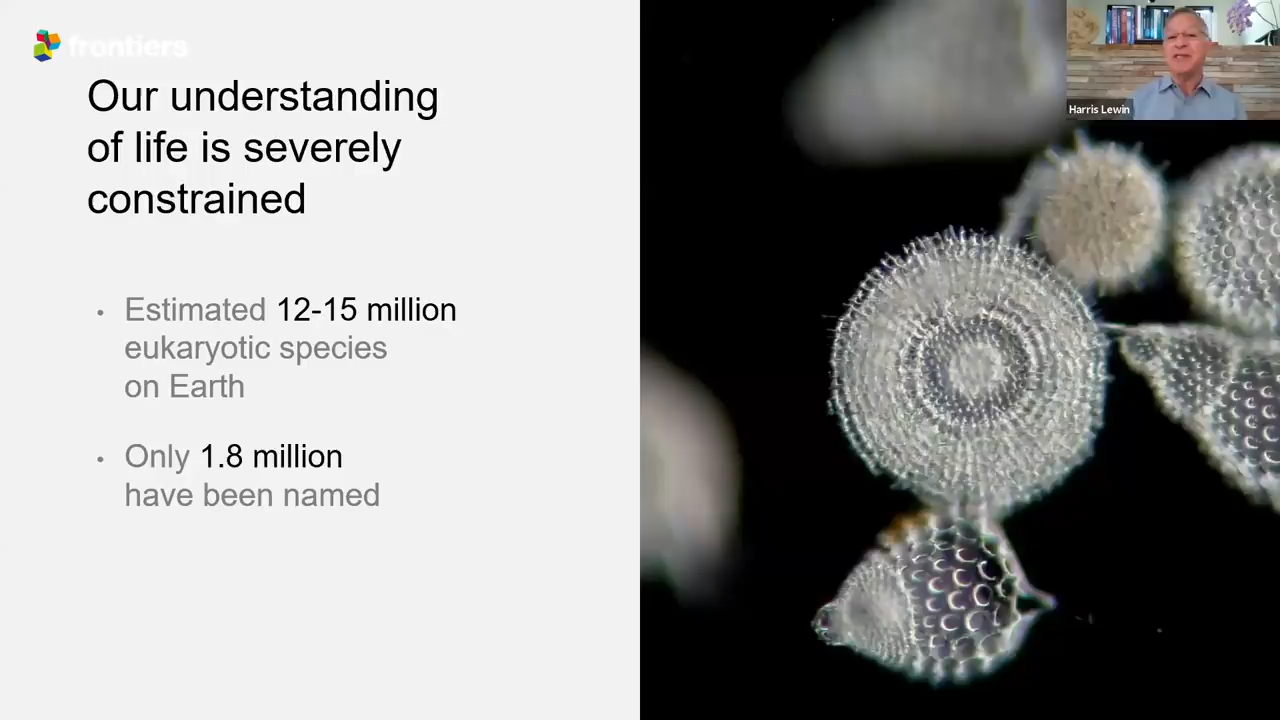 frontiers
Harris Lewin
Our understanding
of life is severely
constrained
• Estimated 12-15 million
eukaryotic species
on Earth
• Only 1.8 million
have been named